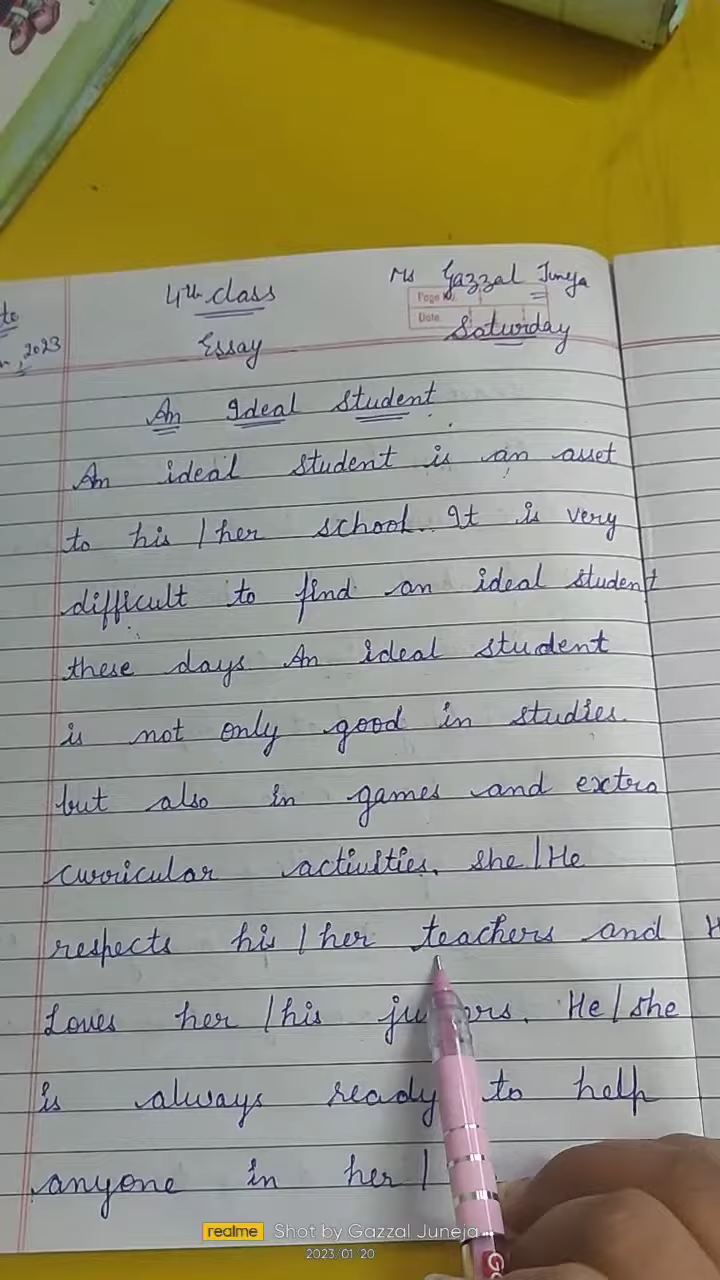 4th class
Ms Gazzal Juneja
Page No.
Date
2023
Essay
Saturday
An Ideal Student
An ideal student is an asset
to his / her school. It is very
difficult to find an ideal student
these days An ideal student
is not only good in studies
but also in games and extra
curricular activities. She / He
respects his / her teachers and
Loves her / his juniors. He / she
is always ready to help
anyone in her /
realme Shot by Gazzal Juneja
2023/01/20